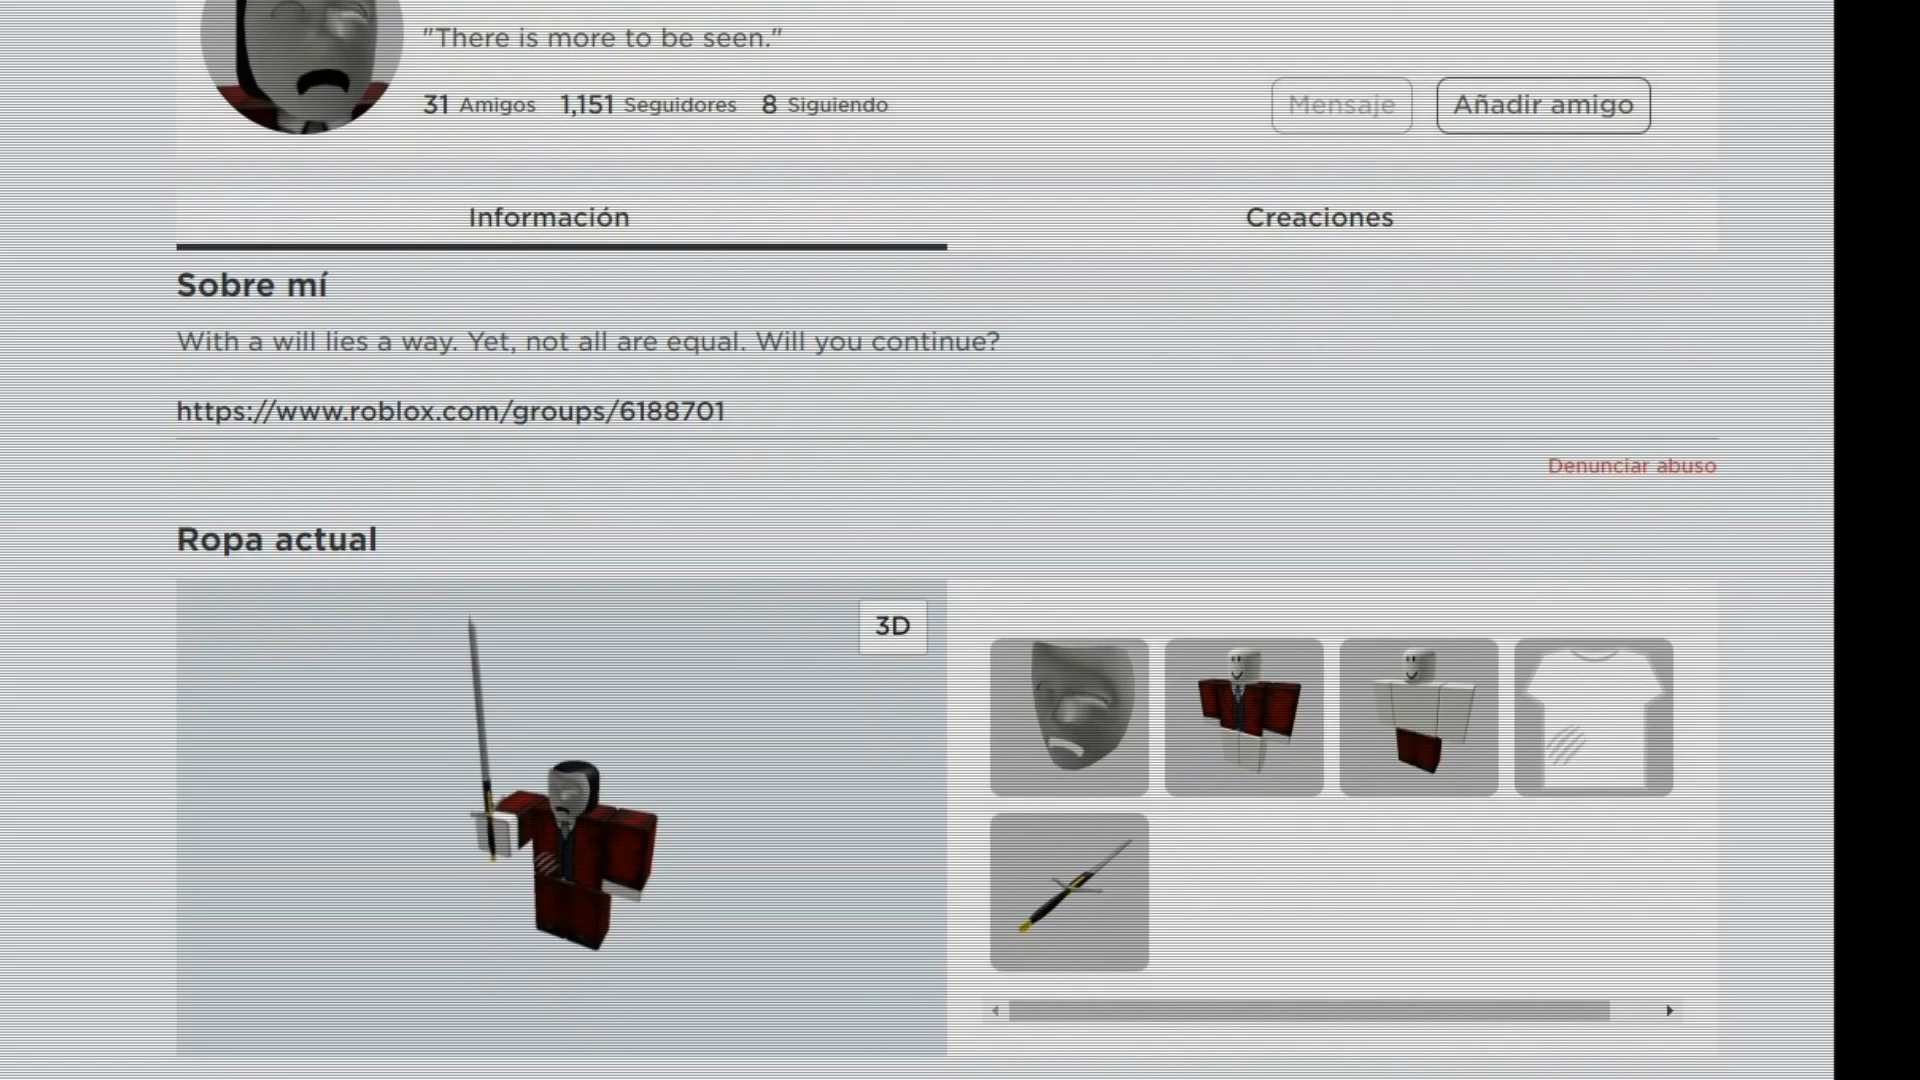 "There is more to be seen."
31 Amigos 1,151 Seguidores 8 Siguiendo
Mensaje
Añadir amigo
Información
Creaciones
Sobre mí
With a will lies a way. Yet, not all are equal. Will you continue?
https://www.roblox.com/groups/6188701
Denunciar abuso
Ropa actual
3D